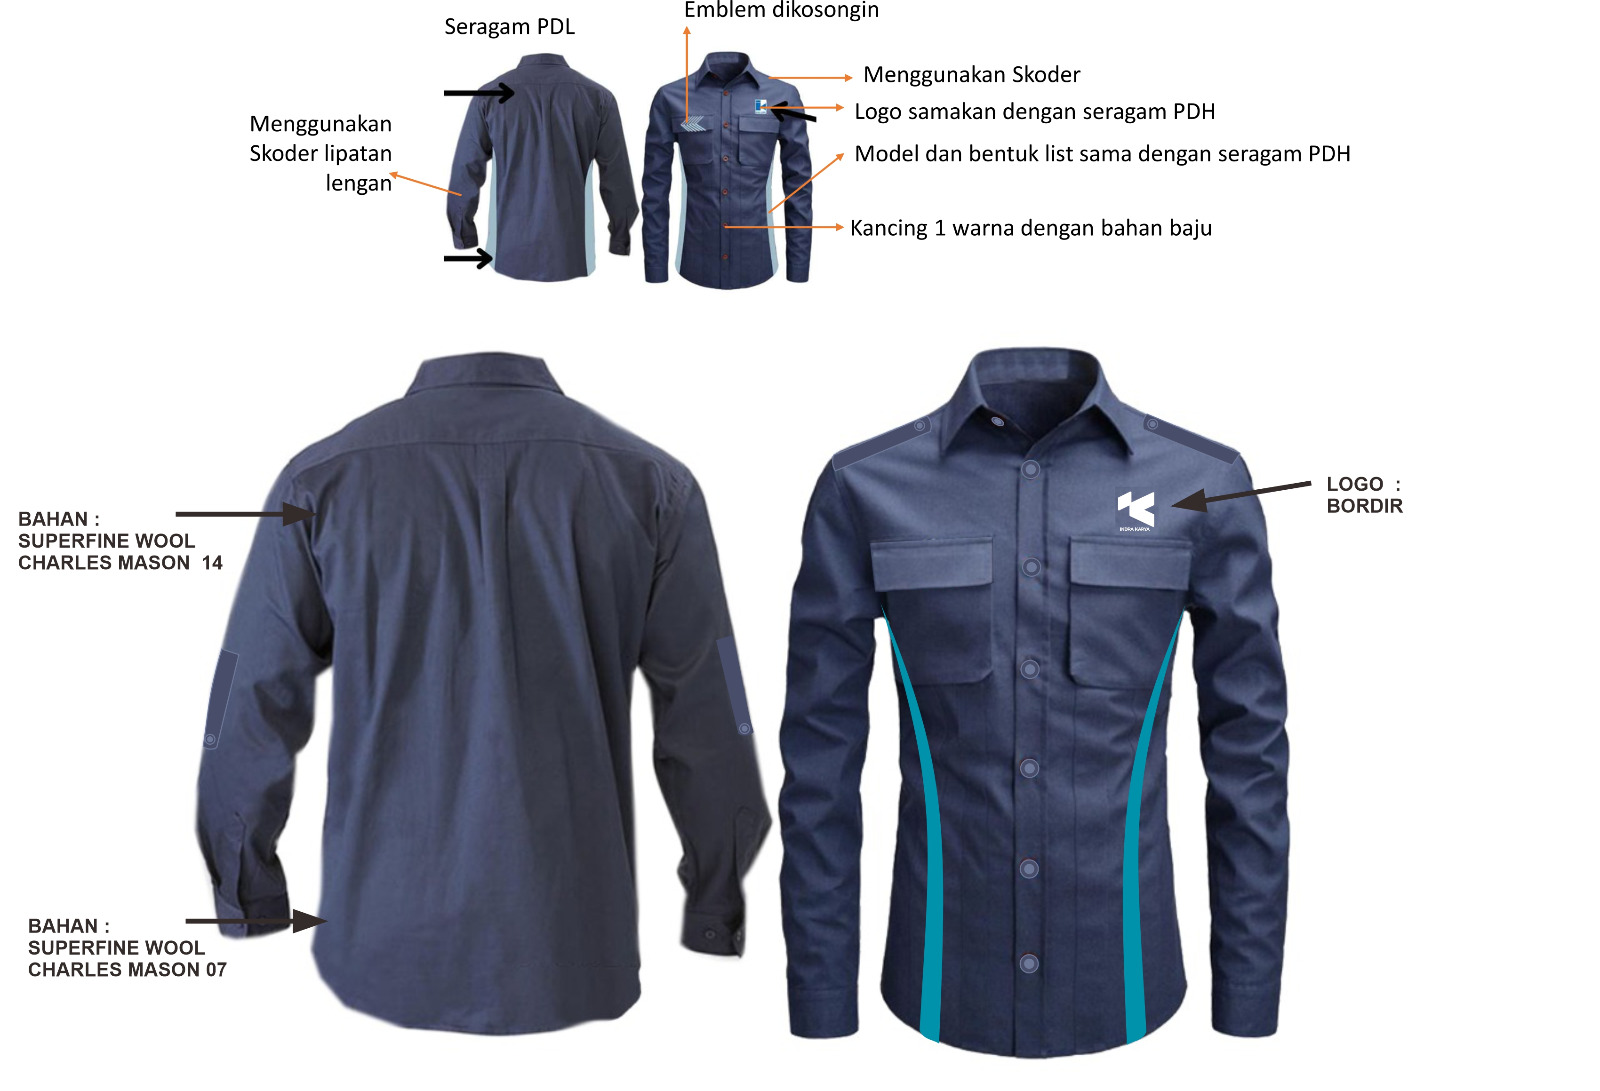 Emblem dikosongin
Seragam PDL
Menggunakan Skoder
Logo samakan dengan seragam PDH
Menggunakan
Skoder lipatan
lengan
Model dan bentuk list sama dengan seragam PDH
Kancing 1 warna dengan bahan baju
LOGO :
BORDIR
INDRA KARYA
BAHAN :
SUPERFINE WOOL
CHARLES MASON 14
BAHAN :
SUPERFINE WOOL
CHARLES MASON 07